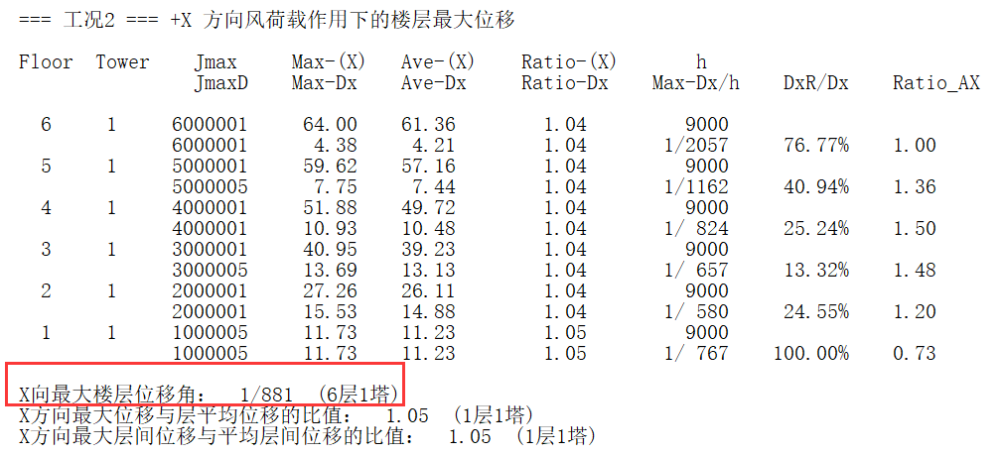 === 工况2 === +X 方向风荷载作用下的楼层最大位移
Floor Tower Jmax Max-(X) Ave-(X) Ratio-(X) h
JmaxD Max-Dx Ave-Dx Ratio-Dx Max-Dx/h DxR/Dx Ratio_AX
6 1 6000001 64.00 61.36 1.04 9000
6000001 4.38 4.21 1.04 1/2057 76.77% 1.00
5 1 5000001 59.62 57.16 1.04 9000
5000005 7.75 7.44 1.04 1/1162 40.94% 1.36
4 1 4000001 51.88 49.72 1.04 9000
4000001 10.93 10.48 1.04 1/ 824 25.24% 1.50
3 1 3000001 40.95 39.23 1.04 9000
3000005 13.69 13.13 1.04 1/ 657 13.32% 1.48
2 1 2000001 27.26 26.11 1.04 9000
2000001 15.53 14.88 1.04 1/ 580 24.55% 1.20
1 1 1000005 11.73 11.23 1.05 9000
1000005 11.73 11.23 1.05 1/ 767 100.00% 0.73
X向最大楼层位移角： 1/881 (6层1塔)
X方向最大位移与层平均位移的比值： 1.05 (1层1塔)
X方向最大层间位移与平均层间位移的比值： 1.05 (1层1塔)